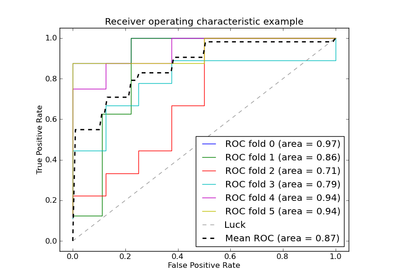 Receiver operating characteristic example
True Positive Rate
1.0
0.8
0.6
0.4
0.2
0.0
ROC fold 0 (area = 0.97)
ROC fold 1 (area = 0.86)
ROC fold 2 (area = 0.71)
ROC fold 3 (area = 0.79)
ROC fold 4 (area = 0.94)
ROC fold 5 (area = 0.94)
Luck
Mean ROC (area = 0.87)
0.0 0.2 0.4 0.6 0.8 1.0
False Positive Rate